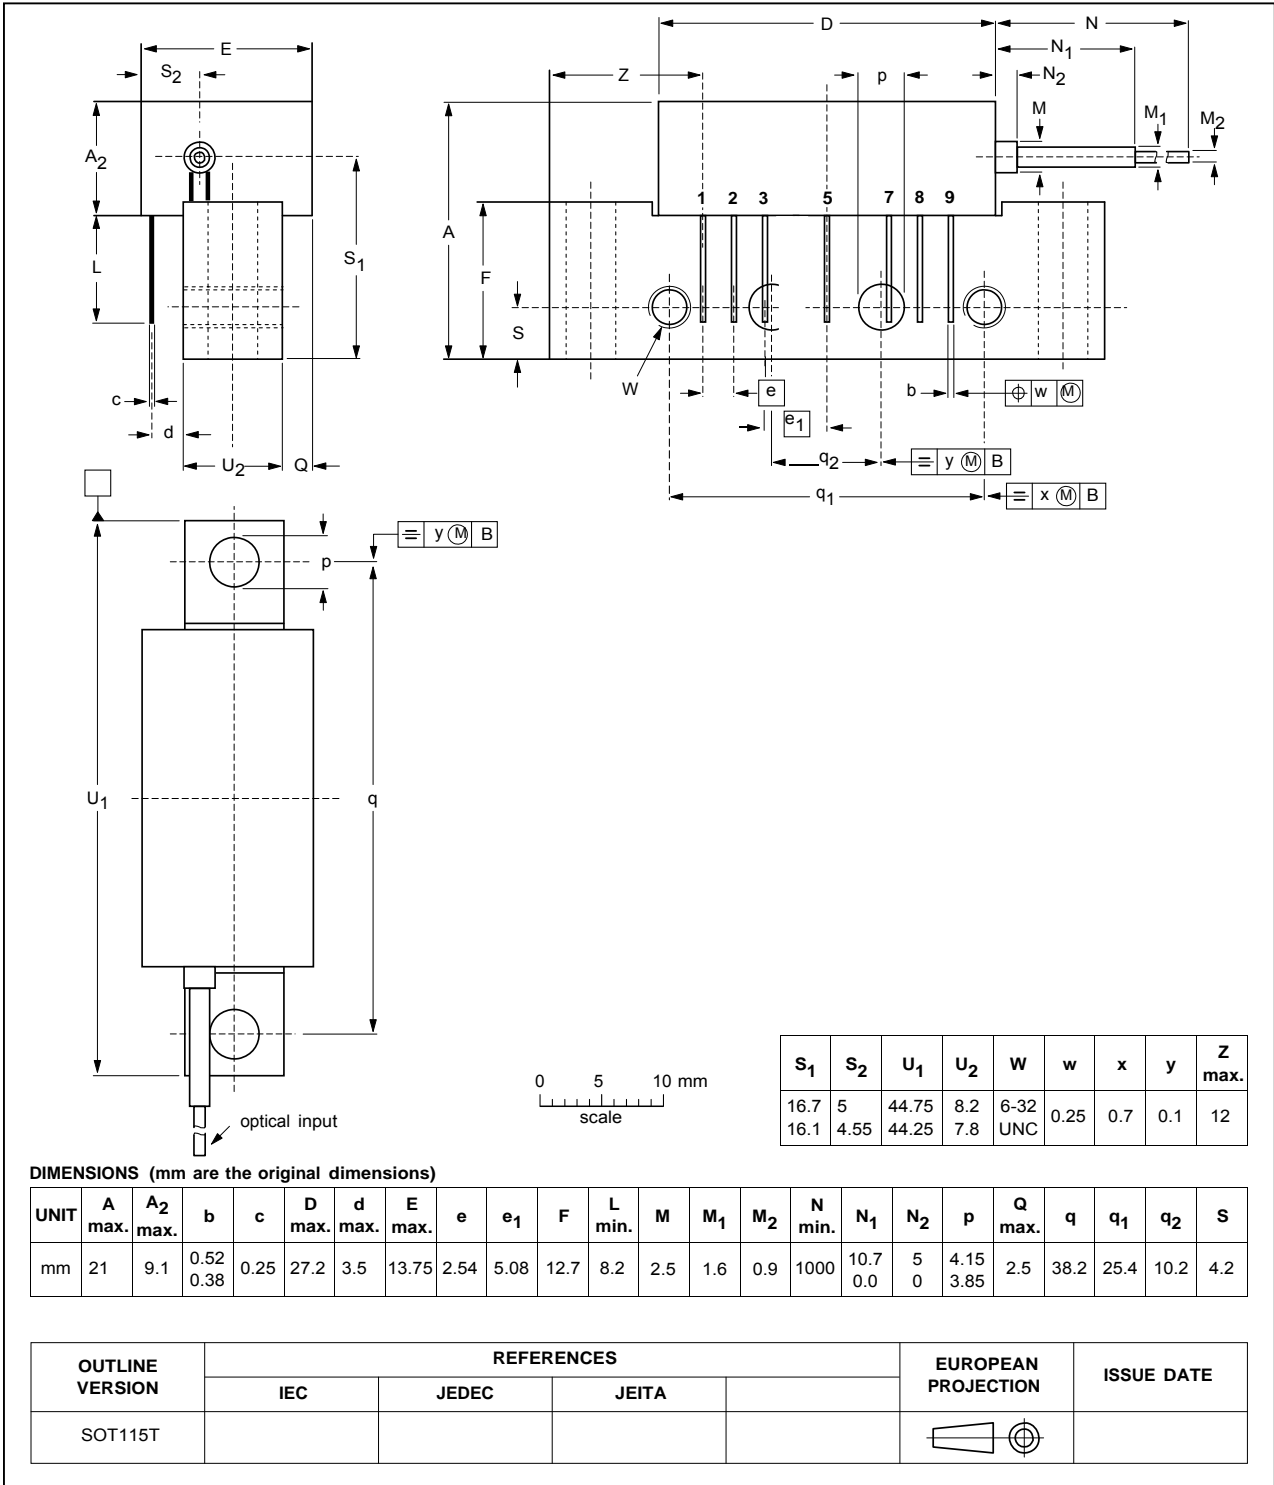 E
S2
A2
L
S1
c
d
U2
Q
D
N
N1
N2
Z
p
M
M1
M2
1 2 3 5 7 8 9
A
F
S
W
e
e1
b
w M
q2
y M B
q1
x M B
y M B
p
U1
q
optical input
0 5 10 mm
scale
S1 S2 U1 U2 W w x y Z max.
16.7 5 44.75 8.2 6-32 0.25 0.7 0.1 12
16.1 4.55 44.25 7.8 UNC
DIMENSIONS (mm are the original dimensions)
UNIT A max. A2 max. b c D max. d max. E max. e e1 F L min. M M1 M2 N min. N1 N2 p Q max. q q1 q2 S
mm 21 9.1 0.52 0.25 27.2 3.5 13.75 2.54 5.08 12.7 8.2 2.5 1.6 0.9 1000 10.7 5 4.15 2.5 38.2 25.4 10.2 4.2
0.38 0.0 0 3.85
OUTLINE VERSION
REFERENCES
IEC JEDEC JEITA
EUROPEAN PROJECTION
ISSUE DATE
SOT115T